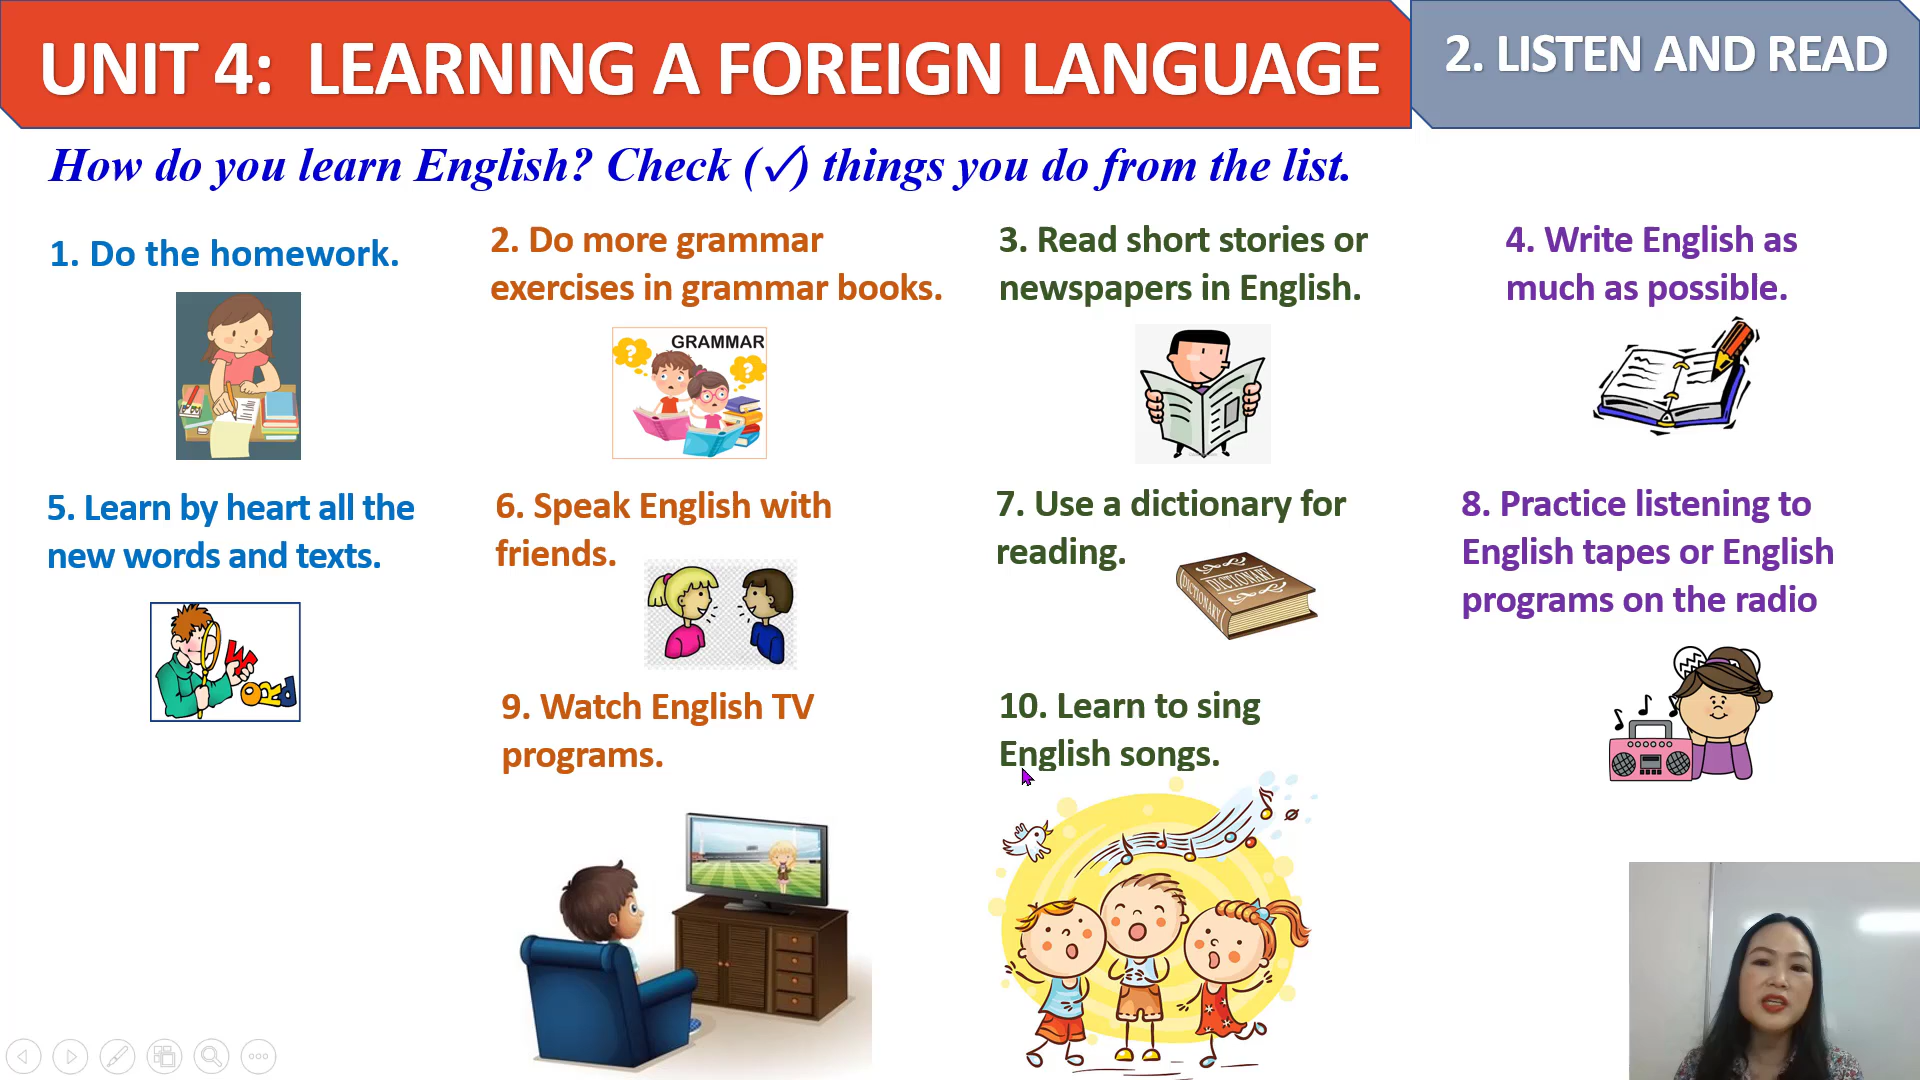 UNIT 4: LEARNING A FOREIGN LANGUAGE
2. LISTEN AND READ
How do you learn English? Check (✓) things you do from the list.
1. Do the homework.
2. Do more grammar
exercises in grammar books.
GRAMMAR
3. Read short stories or
newspapers in English.
4. Write English as
much as possible.
5. Learn by heart all the
new words and texts.
WORD
6. Speak English with
friends.
7. Use a dictionary for
reading.
DICTIONARY
DICTIONARY
8. Practice listening to
English tapes or English
programs on the radio
9. Watch English TV
programs.
10. Learn to sing
English songs.